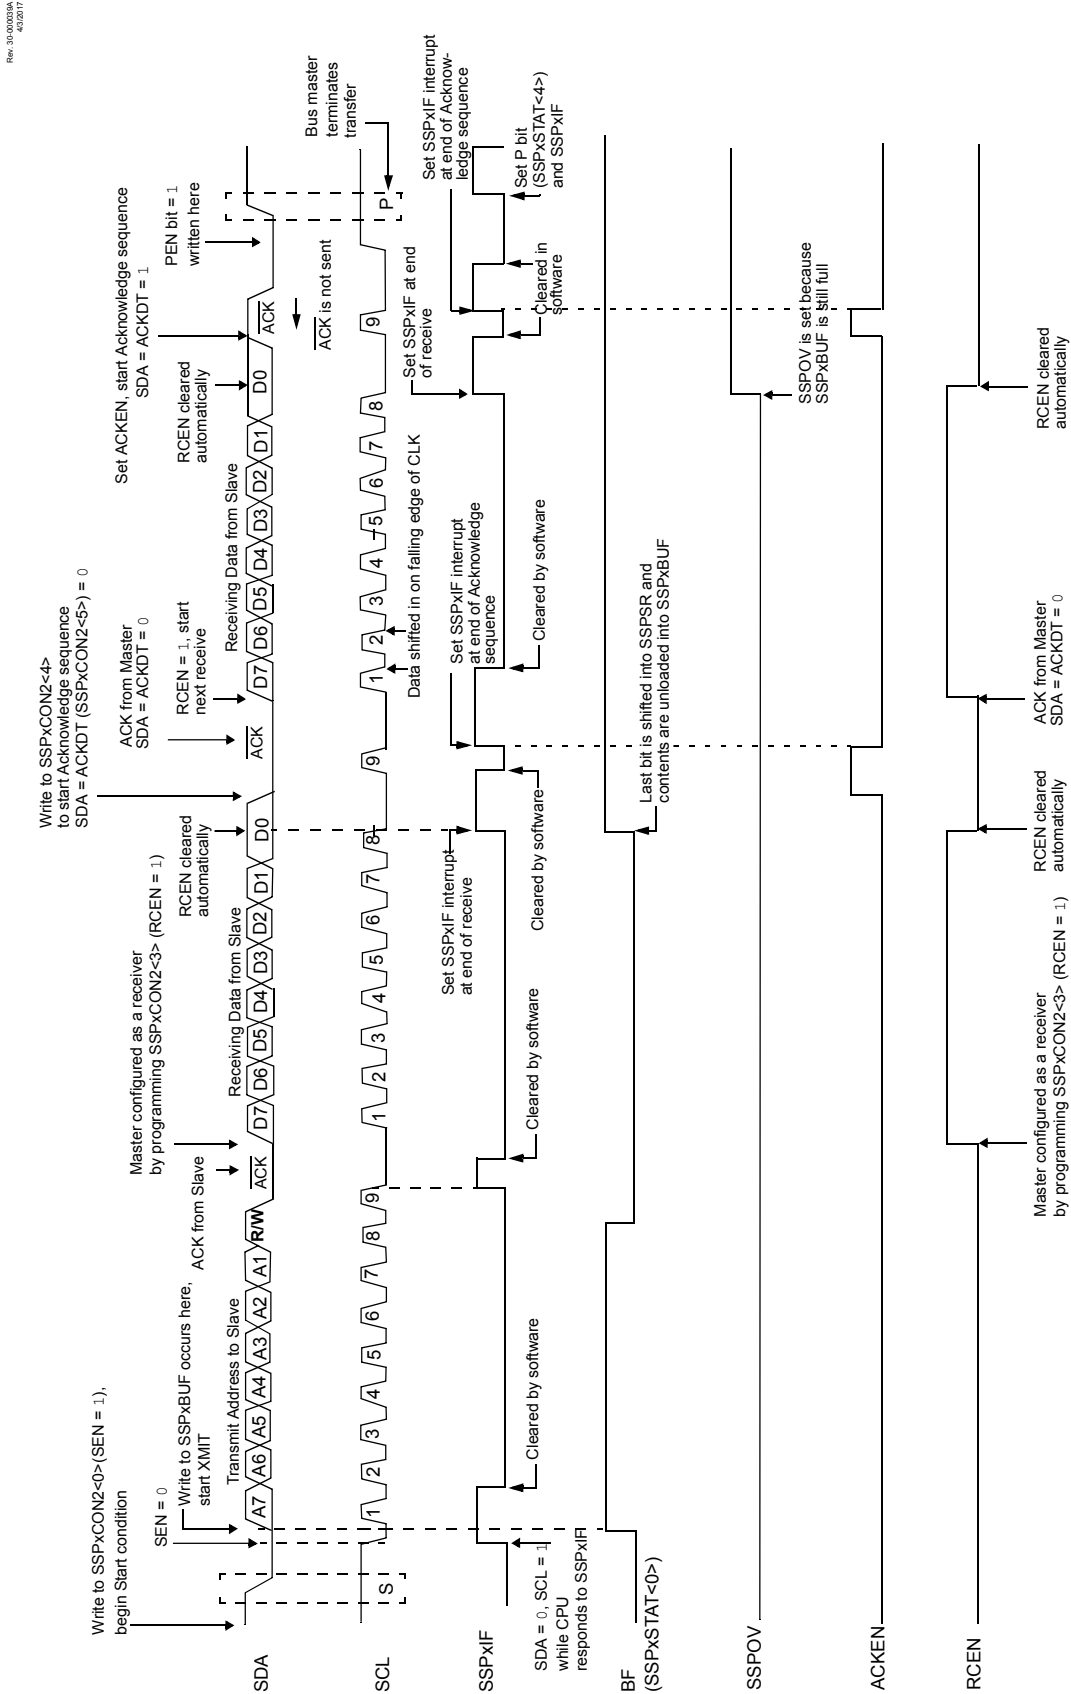 Rev. 30-000039A
4/3/2017
Write to SSPxCON2<0>(SEN = 1),
begin Start condition
SEN = 0
Write to SSPxBUF occurs here,
start XMIT
ACK from Slave
Master configured as a receiver
by programming SSPxCON2<3> (RCEN = 1)
RCEN cleared
automatically
Write to SSPxCON2<4>
to start Acknowledge sequence
SDA = ACKDT (SSPxCON2<5>) = 0
ACK from Master
SDA = ACKDT = 0
RCEN = 1, start
next receive
RCEN cleared
automatically
Set ACKEN, start Acknowledge sequence
SDA = ACKDT = 1
PEN bit = 1
written here
Transmit Address to Slave
Receiving Data from Slave
Receiving Data from Slave
SDA
A7 A6 A5 A4 A3 A2 A1 R/W ACK D7 D6 D5 D4 D3 D2 D1 D0 ACK D7 D6 D5 D4 D3 D2 D1 D0 ACK
ACK is not sent
Bus master
terminates
transfer
SCL
S 1 2 3 4 5 6 7 8 9 1 2 3 4 5 6 7 8 9 1 2 3 4 5 6 7 8 9 P
Data shifted in on falling edge of CLK
Set SSPxIF interrupt
at end of receive
Set SSPxIF interrupt
at end of Acknowledge
sequence
Set SSPxIF at end
of receive
Set SSPxIF interrupt
at end of Acknow-
ledge sequence
SSPxIF
SDA = 0, SCL = 1
while CPU
responds to SSPxIF
Cleared by software
Cleared by software
Cleared by software
Cleared by software
Cleared in
software
Set P bit
(SSPxSTAT<4>)
and SSPxIF
BF
(SSPxSTAT<0>)
Last bit is shifted into SSPSR and
contents are unloaded into SSPxBUF
SSPOV
SSPOV is set because
SSPxBUF is still full
ACKEN
RCEN
Master configured as a receiver
by programming SSPxCON2<3> (RCEN = 1)
RCEN cleared
automatically
ACK from Master
SDA = ACKDT = 0
RCEN cleared
automatically